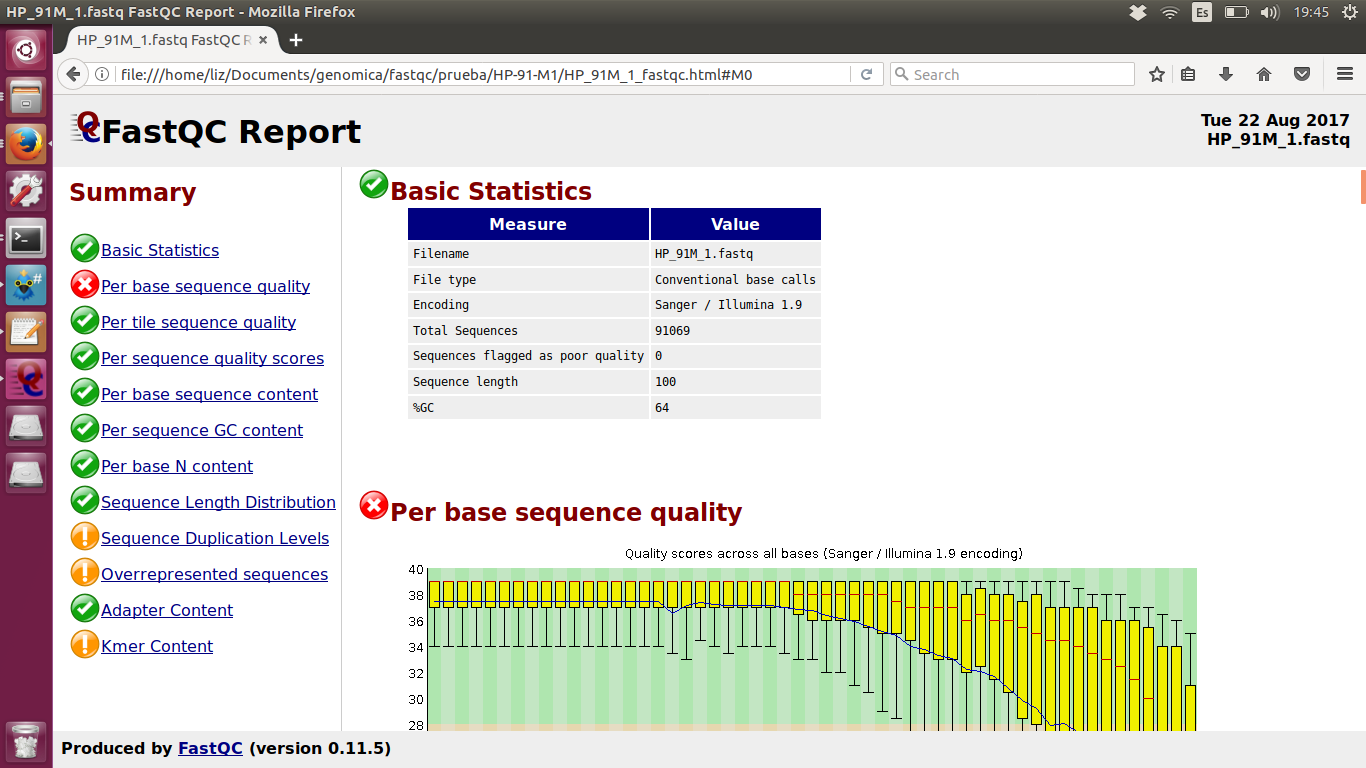 HP_91M_1.fastq FastQC Report - Mozilla Firefox
Es
19:45
HP_91M_1.fastq FastQC R
file:///home/liz/Documents/genomica/fastqc/prueba/HP-91-M1/HP_91M_1_fastqc.html#M0
Search
FastQC Report
Tue 22 Aug 2017
HP_91M_1.fastq
Summary
Basic Statistics
Per base sequence quality
Per tile sequence quality
Per sequence quality scores
Per base sequence content
Per sequence GC content
Per base N content
Sequence Length Distribution
Sequence Duplication Levels
Overrepresented sequences
Adapter Content
Kmer Content
Basic Statistics
Measure Value
Filename HP_91M_1.fastq
File type Conventional base calls
Encoding Sanger / Illumina 1.9
Total Sequences 91069
Sequences flagged as poor quality 0
Sequence length 100
%GC 64
Per base sequence quality
Quality scores across all bases (Sanger / Illumina 1.9 encoding)
40
38
36
34
32
30
28
Produced by FastQC (version 0.11.5)